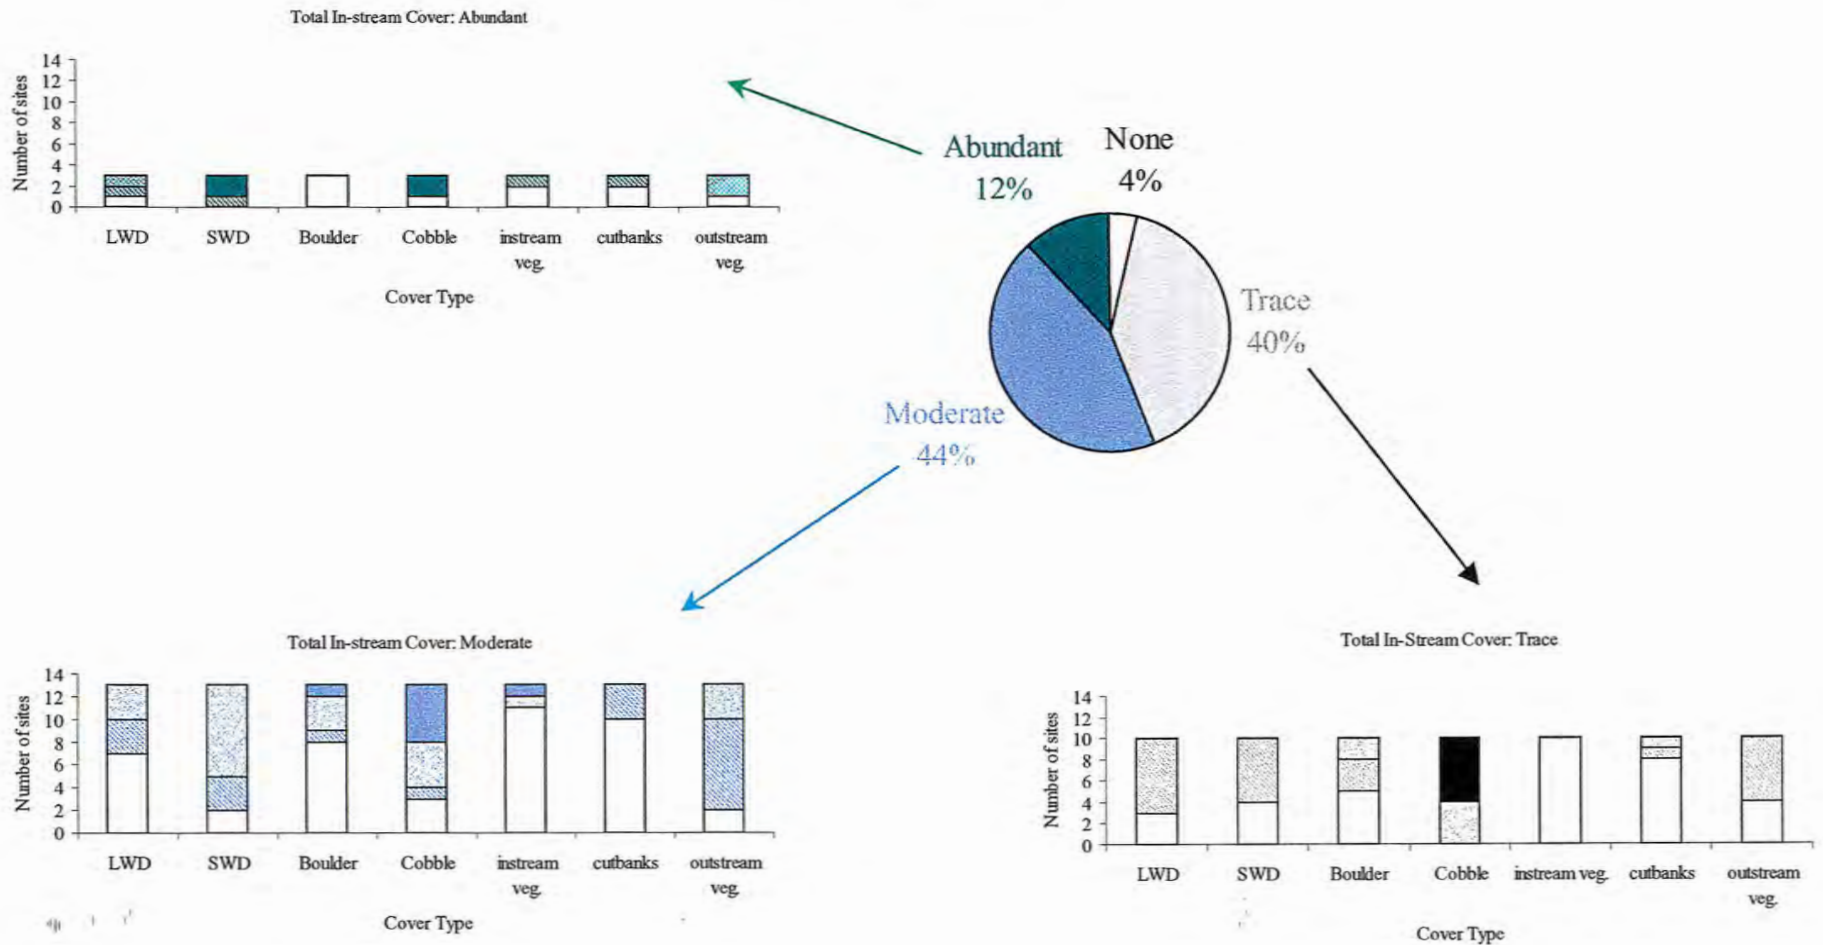 Total In-stream Cover: Abundant
Number of sites
14
12
10
8
6
4
2
0
LWD SWD Boulder Cobble instream cutbanks outstream
veg. veg.
Cover Type
Abundant
12%
None
4%
Trace
40%
Moderate
44%
Total In-stream Cover: Moderate
Number of sites
14
12
10
8
6
4
2
0
LWD SWD Boulder Cobble instream cutbanks outstream
veg. veg.
Cover Type
Total In-Stream Cover: Trace
Number of sites
14
12
10
8
6
4
2
0
LWD SWD Boulder Cobble instream veg. cutbanks outstream
veg.
Cover Type